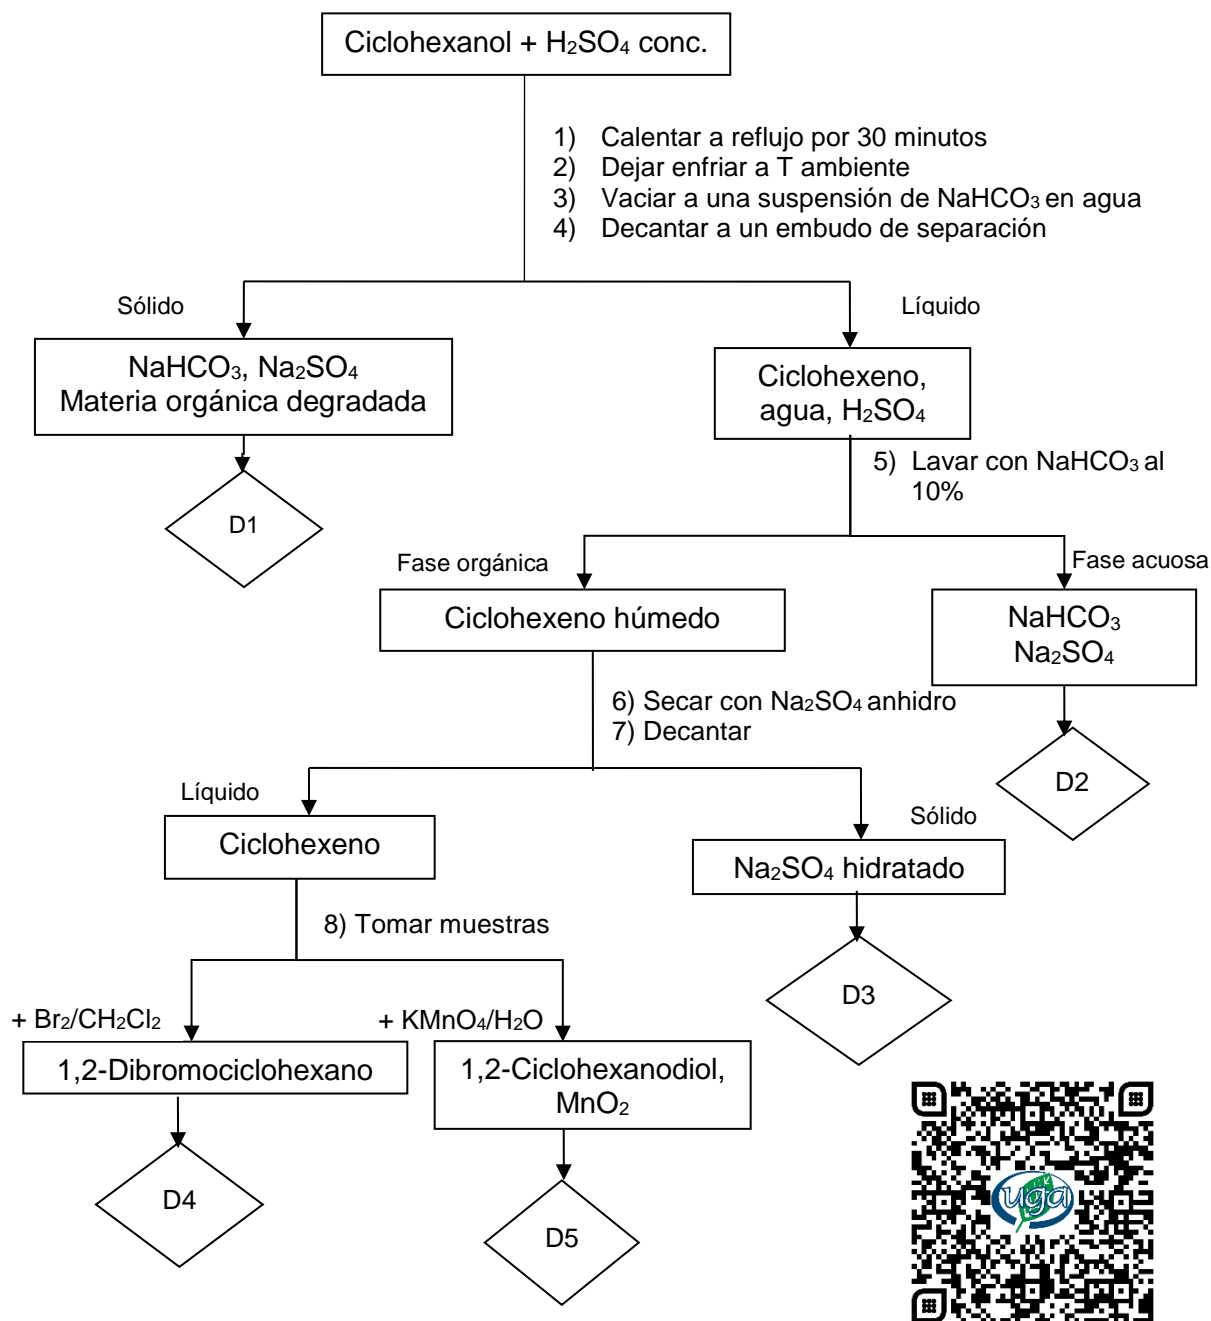 Ciclohexanol + H₂SO₄ conc.
1) Calentar a reflujo por 30 minutos
2) Dejar enfriar a T ambiente
3) Vaciar a una suspensión de NaHCO₃ en agua
4) Decantar a un embudo de separación
Sólido
Líquido
NaHCO₃, Na₂SO₄
Materia orgánica degradada
Ciclohexeno,
agua, H₂SO₄
5) Lavar con NaHCO₃ al
10%
D1
Fase orgánica
Fase acuosa
Ciclohexeno húmedo
NaHCO₃
Na₂SO₄
6) Secar con Na₂SO₄ anhidro
7) Decantar
D2
Líquido
Sólido
Ciclohexeno
Na₂SO₄ hidratado
8) Tomar muestras
D3
+ Br₂/CH₂Cl₂
+ KMnO₄/H₂O
1,2-Dibromociclohexano
1,2-Ciclohexanodiol,
MnO₂
D4
D5
uga